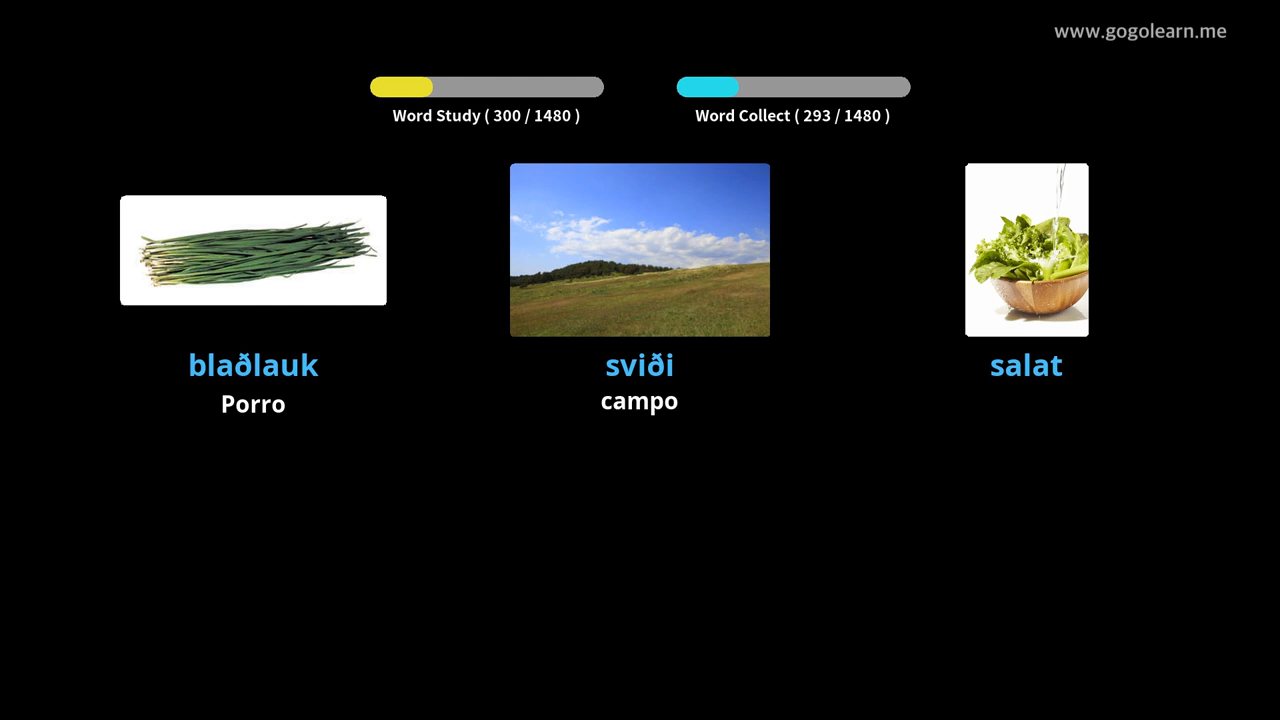 www.gogolearn.me
Word Study ( 300 / 1480 )
Word Collect ( 293 / 1480 )
blaðlauk
Porro
sviði
campo
salat